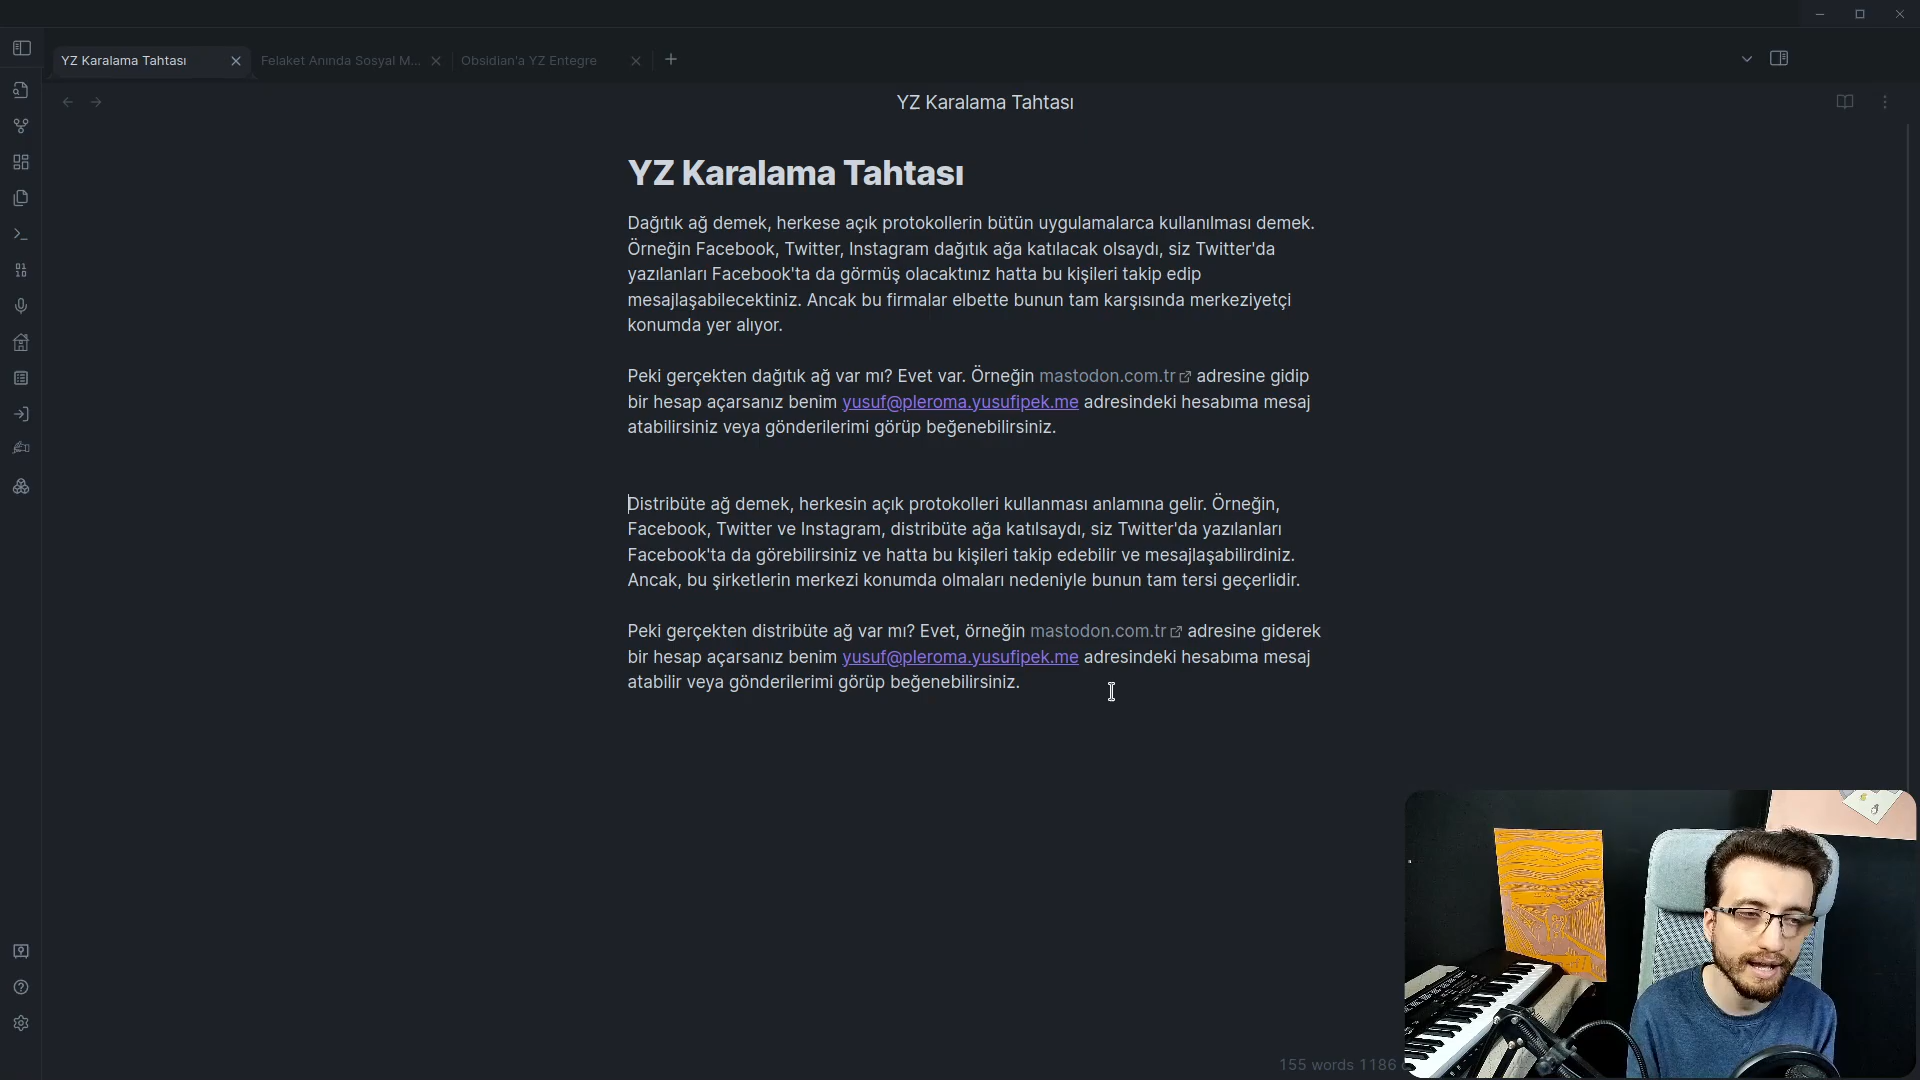 YZ Karalama Tahtası
Felaket Anında Sosyal M...
Obsidian'a YZ Entegre
YZ Karalama Tahtası
YZ Karalama Tahtası
Dağıtık ağ demek, herkese açık protokollerin bütün uygulamalarca kullanılması demek.
Örneğin Facebook, Twitter, Instagram dağıtık ağa katılacak olsaydı, siz Twitter'da
yazılanları Facebook'ta da görmüş olacaktınız hatta bu kişileri takip edip
mesajlaşabilecektiniz. Ancak bu firmalar elbette bunun tam karşısında merkeziyetçi
konumda yer alıyor.
Peki gerçekten dağıtık ağ var mı? Evet var. Örneğin mastodon.com.tr adresine gidip
bir hesap açarsanız benim yusuf@pleroma.yusufipek.me adresindeki hesabıma mesaj
atabilirsiniz veya gönderilerimi görüp beğenebilirsiniz.
Distribüte ağ demek, herkesin açık protokolleri kullanması anlamına gelir. Örneğin,
Facebook, Twitter ve Instagram, distribüte ağa katılsaydı, siz Twitter'da yazılanları
Facebook'ta da görebilirsiniz ve hatta bu kişileri takip edebilir ve mesajlaşabilirdiniz.
Ancak, bu şirketlerin merkezi konumda olmaları nedeniyle bunun tam tersi geçerlidir.
Peki gerçekten distribüte ağ var mı? Evet, örneğin mastodon.com.tr adresine giderek
bir hesap açarsanız benim yusuf@pleroma.yusufipek.me adresindeki hesabıma mesaj
atabilir veya gönderilerimi görüp beğenebilirsiniz.
155 words 1186